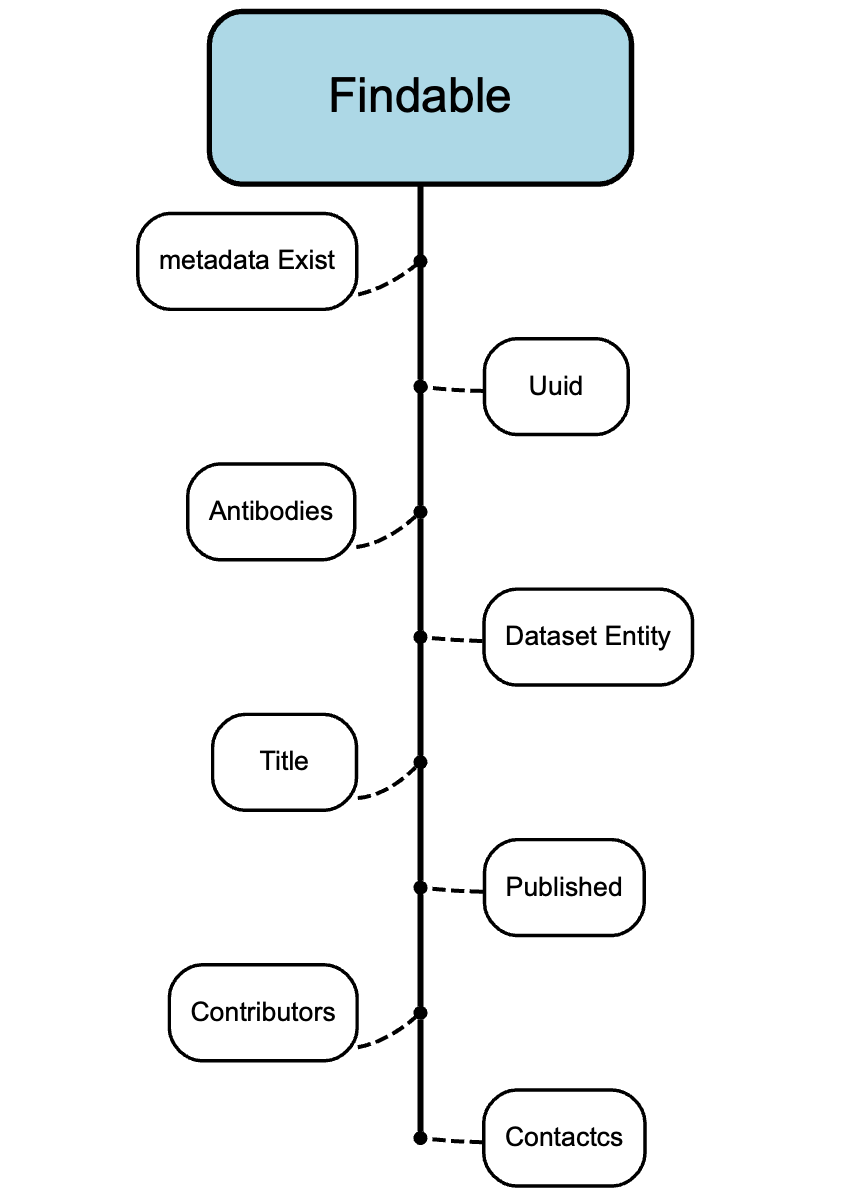 Findable
metadata Exist
Uuid
Antibodies
Dataset Entity
Title
Published
Contributors
Contactcs